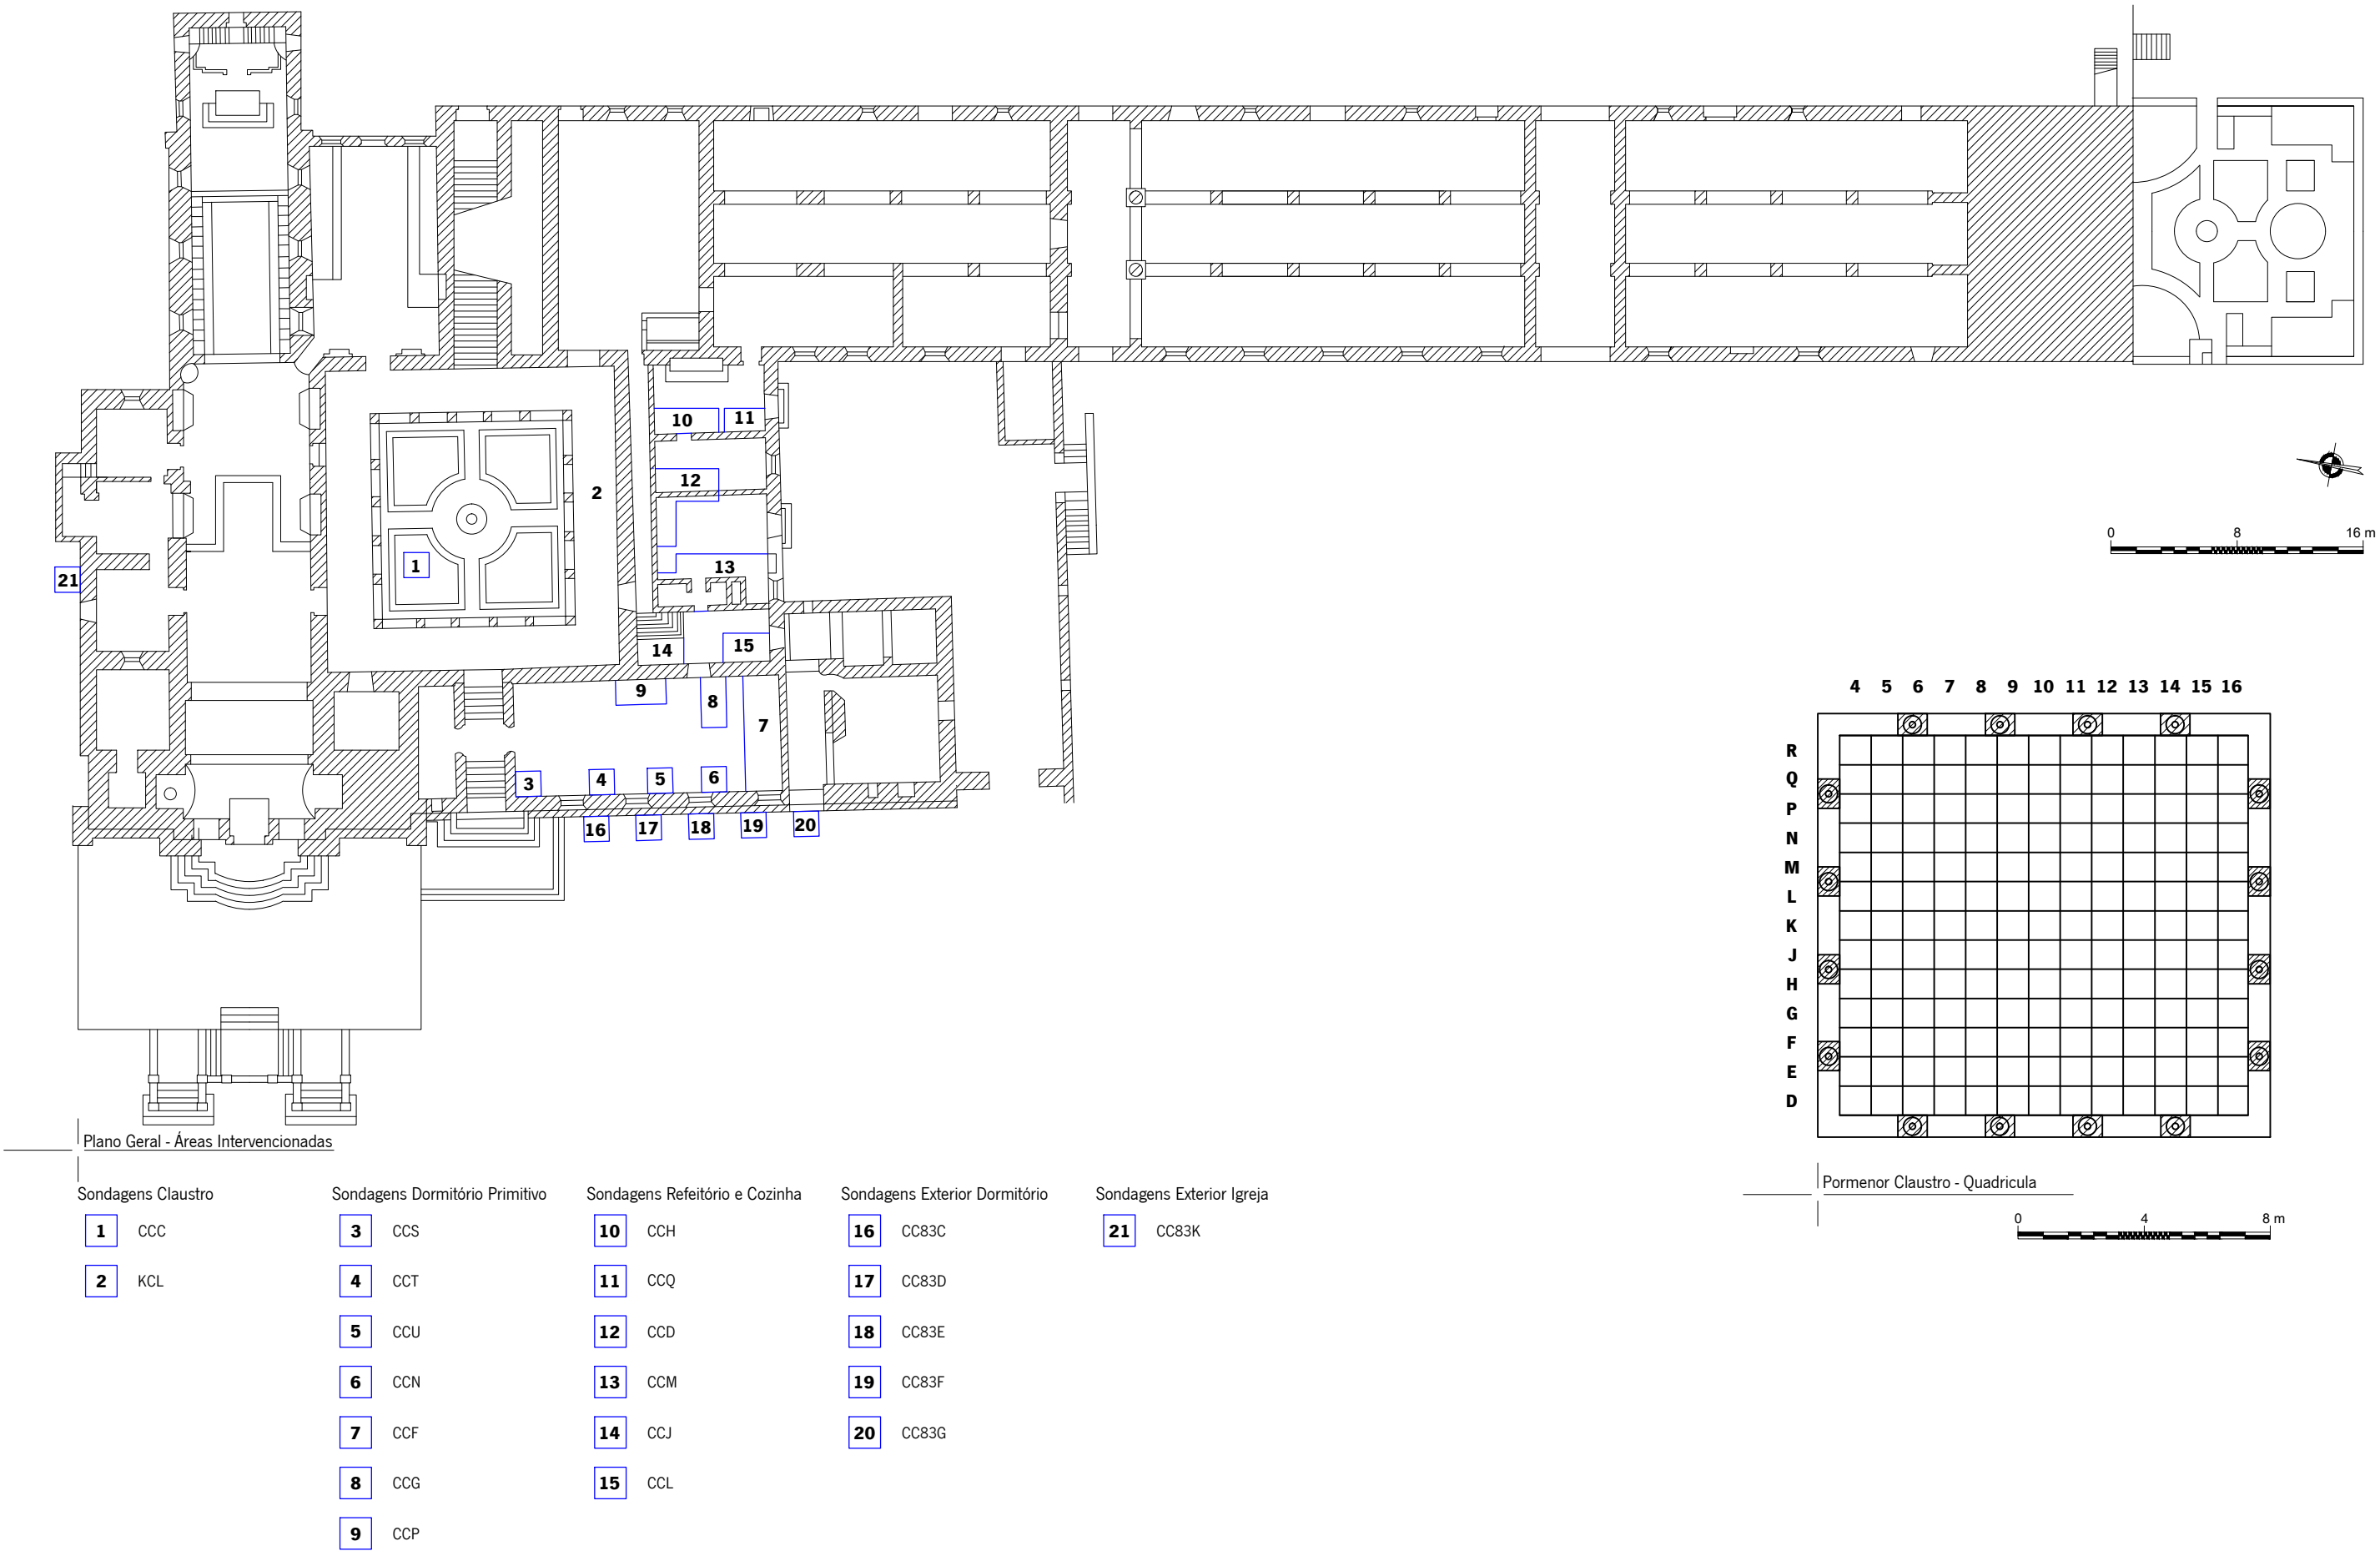 10
11
2
12
1
21
13
15
14
9
8
7
3
4
5
6
16
17
18
19
20
0 8 16 m
4 5 6 7 8 9 10 11 12 13 14 15 16
R
Q
P
N
M
L
K
J
H
G
F
E
D
Plano Geral - Áreas Intervencionadas
Pormenor Claustro - Quadricula
0 4 8 m
Sondagens Claustro
1 CCC
2 KCL
Sondagens Dormitório Primitivo
3 CCS
4 CCT
5 CCU
6 CCN
7 CCF
8 CCG
9 CCP
Sondagens Refeitório e Cozinha
10 CCH
11 CCQ
12 CCD
13 CCM
14 CCJ
15 CCL
Sondagens Exterior Dormitório
16 CC83C
17 CC83D
18 CC83E
19 CC83F
20 CC83G
Sondagens Exterior Igreja
21 CC83K